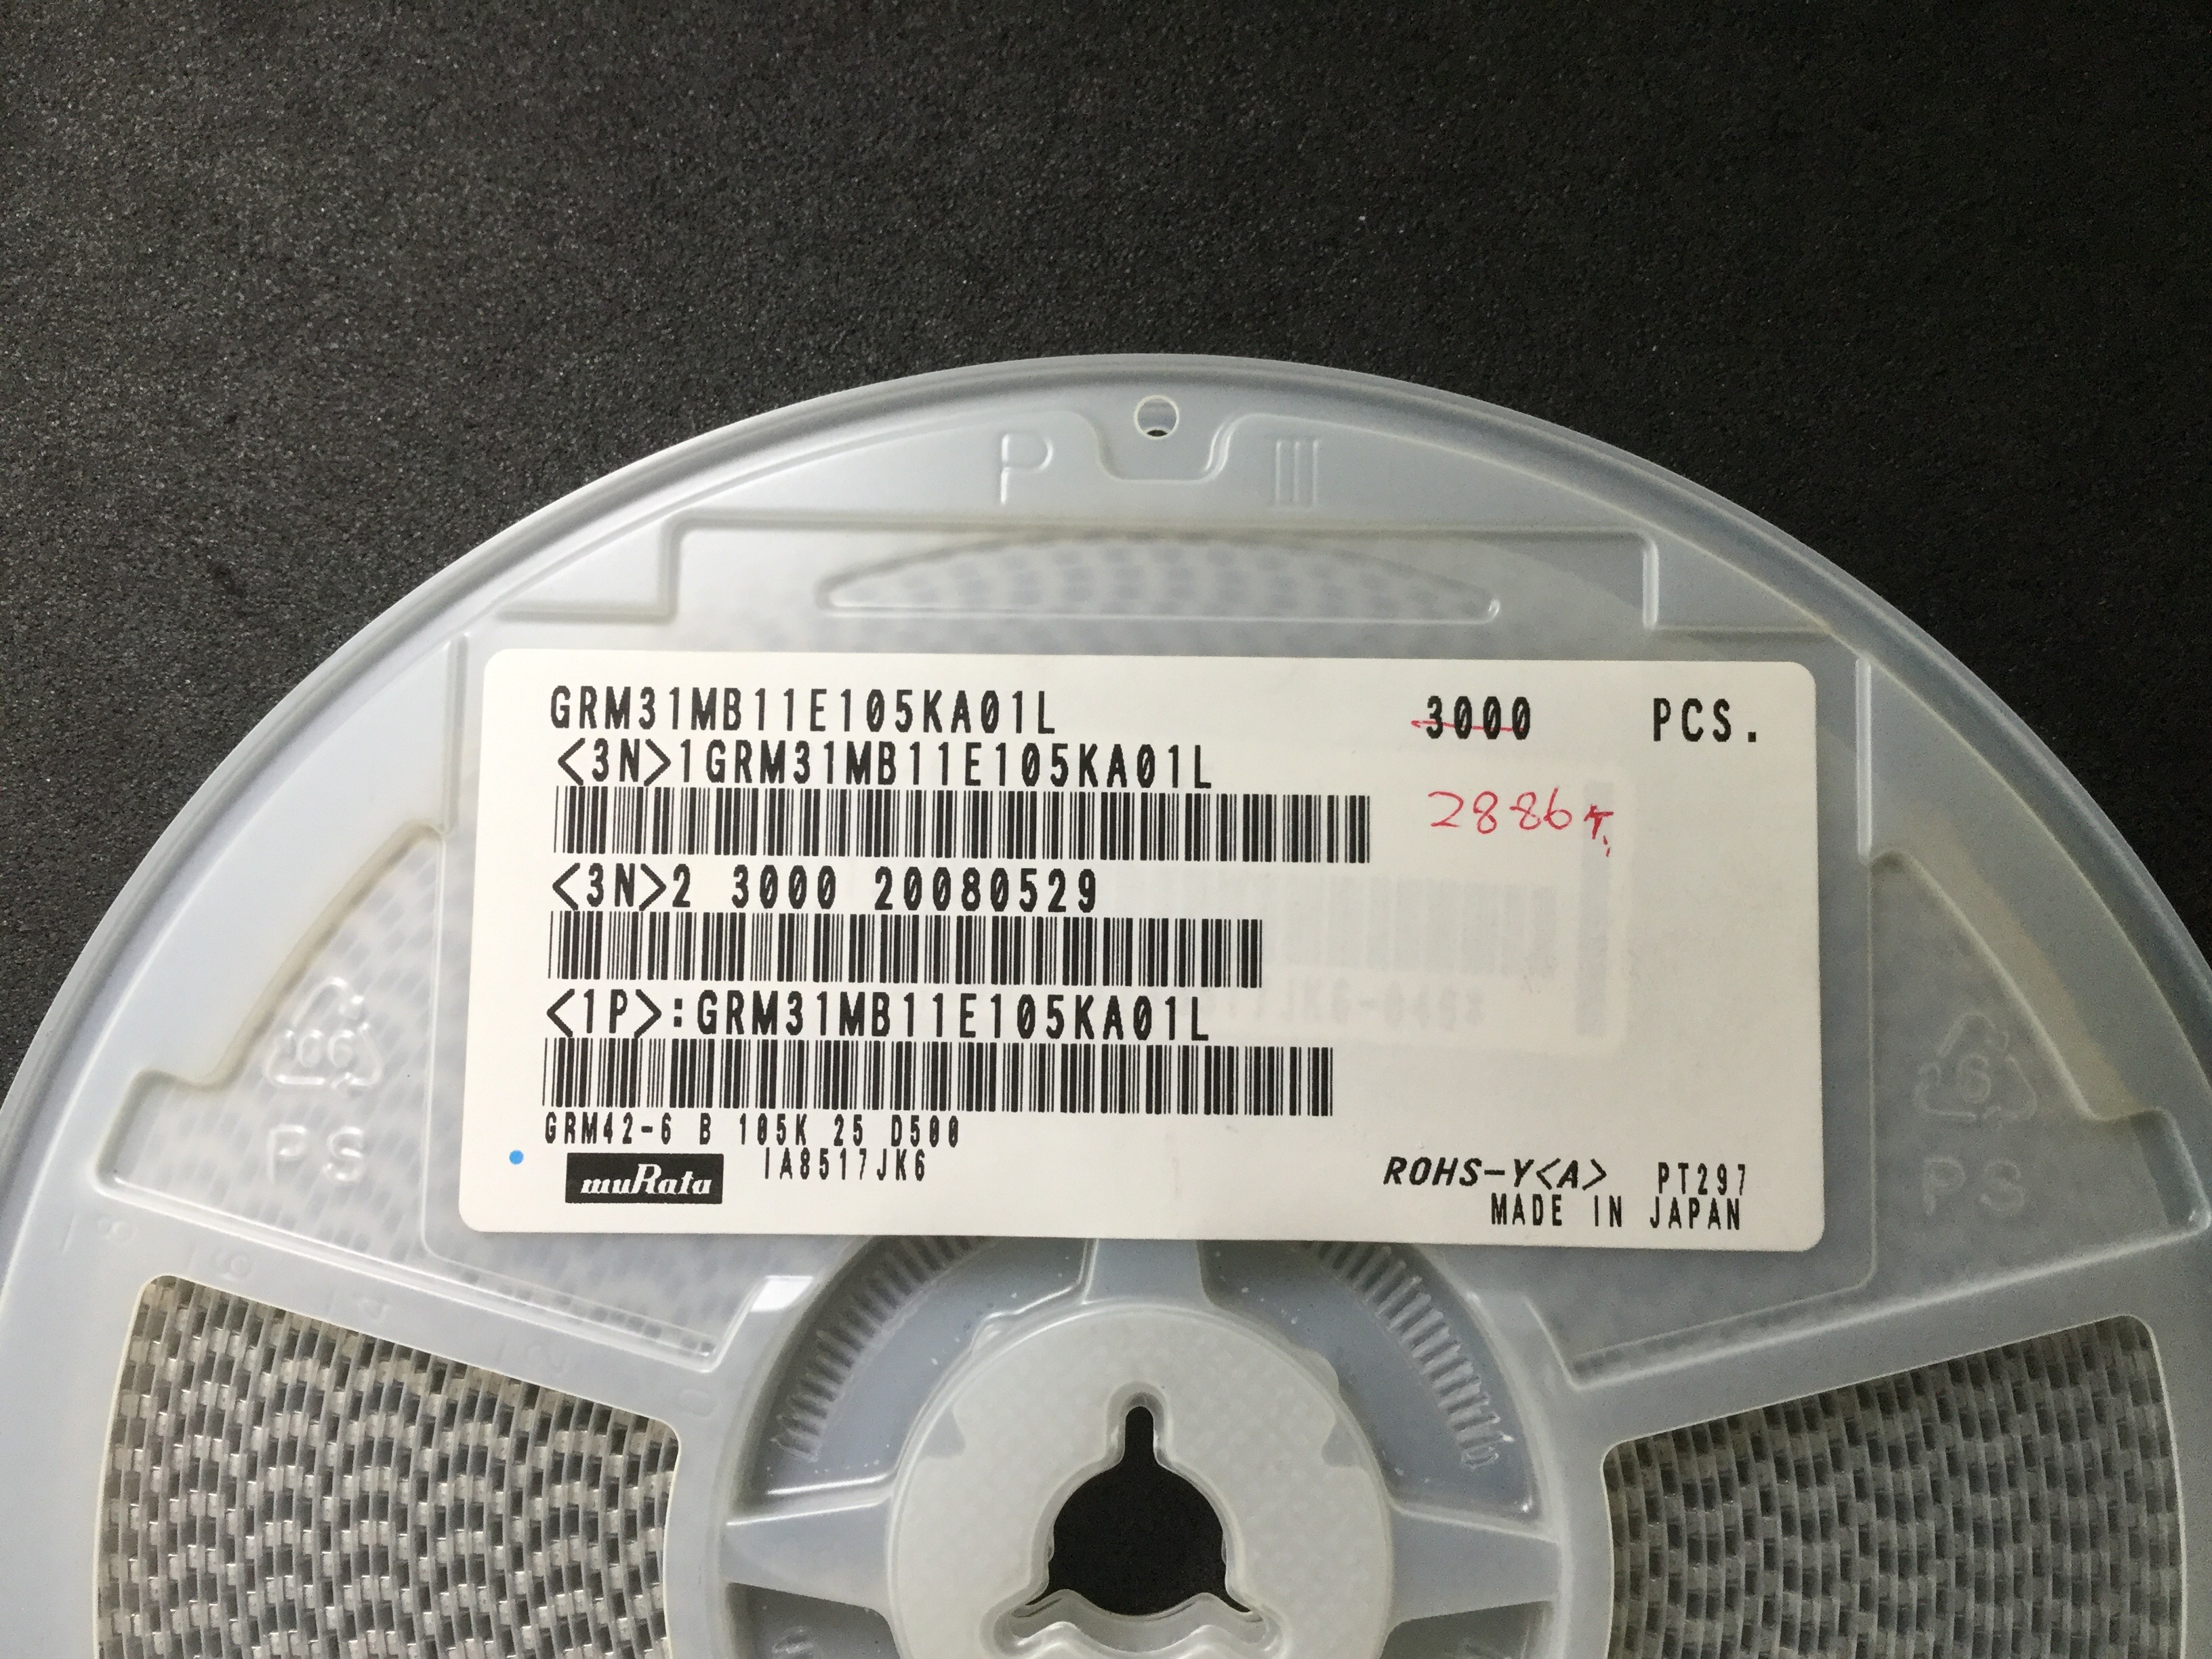 P III
GRM31MB11E105KA01L 3000 PCS.
<3N>1GRM31MB11E105KA01L
2886
<3N>2 3000 20080529
<1P>:GRM31MB11E105KA01L
GRM42-6 B 105K 25 D500
muRata IA8517JK6
ROHS-Y<A> PT297
MADE IN JAPAN
PS
PS